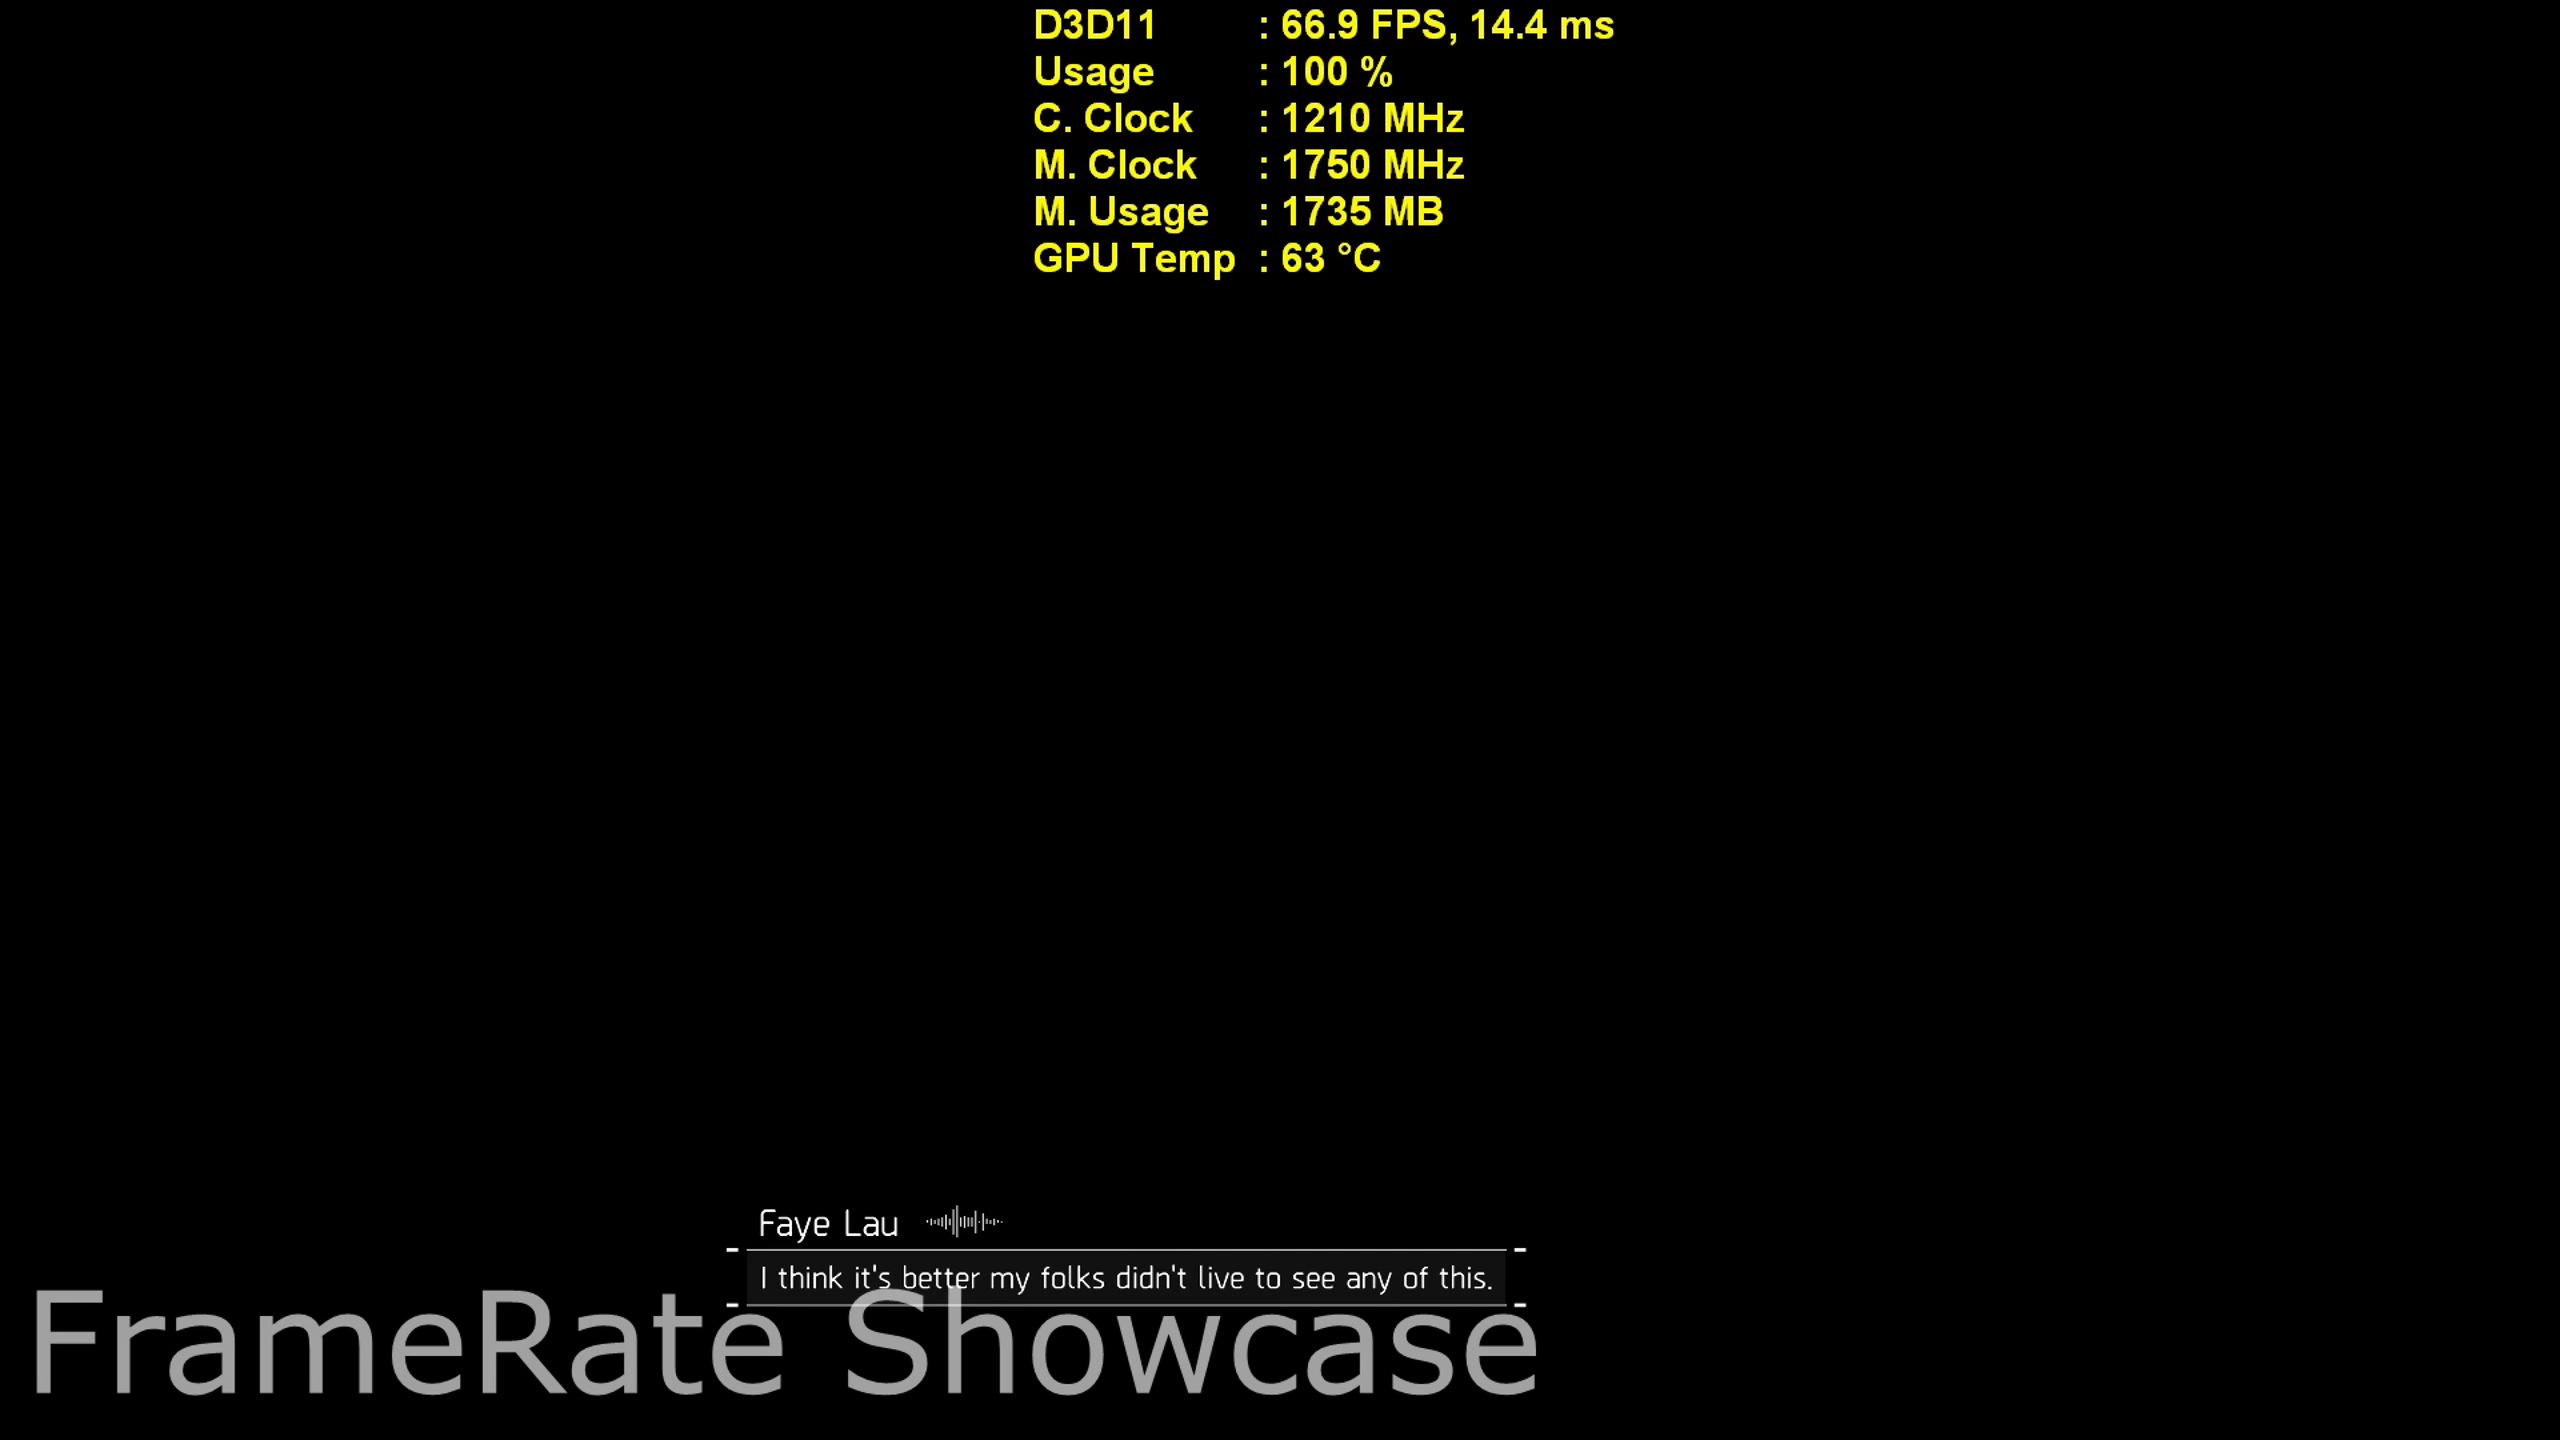 D3D11 : 66.9 FPS, 14.4 ms
Usage : 100 %
C. Clock : 1210 MHz
M. Clock : 1750 MHz
M. Usage : 1735 MB
GPU Temp : 63 °C
Faye Lau
I think it's better my folks didn't live to see any of this.
FrameRate Showcase